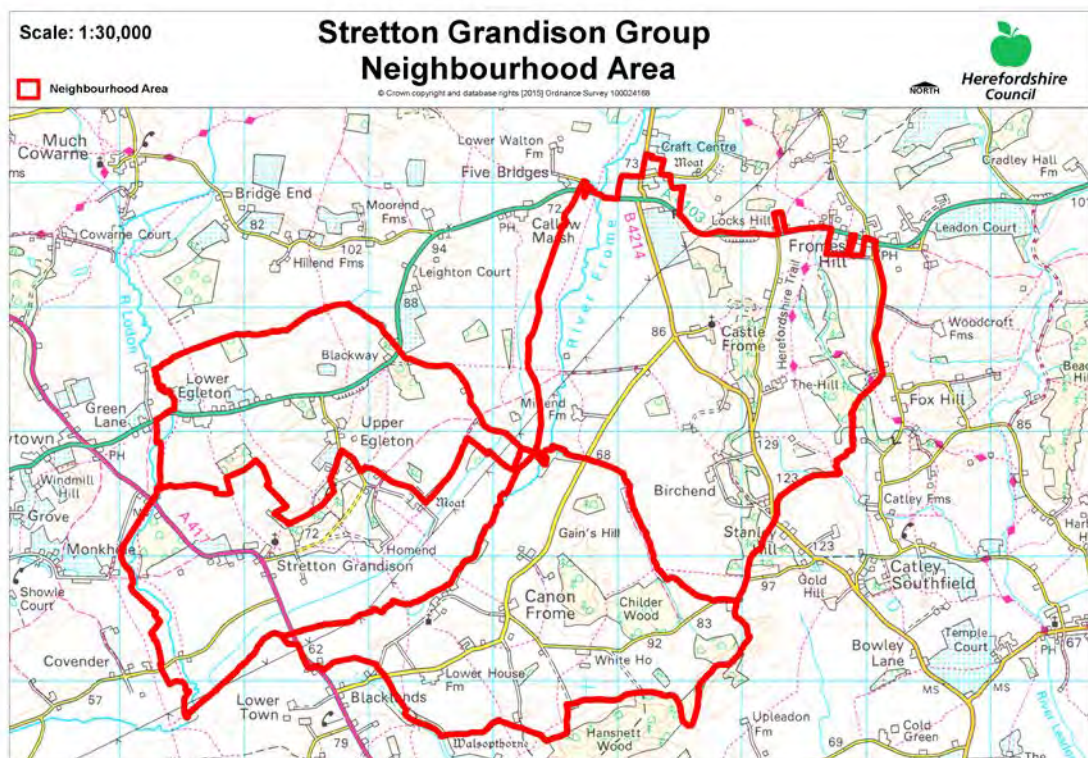 Scale: 1:30,000
Stretton Grandison Group
Neighbourhood Area
Neighbourhood Area
© Crown copyright and database rights [2015] Ordnance Survey 100024168
NORTH
Herefordshire
Council
Much
Cowarne
ms
Bridge End
82
Moorend
Fms
Cowarne Court
Hillend Fms
102
94
Leighton Court
88
R Lodon
Lower Walton
Fm
Five Bridges
72
PH
Callow
Marsh
River Frome
73
Craft Centre
Moat
A 4103
B 4214
Locks Hill
Fromes
Hill
PH
Cradley Hall
Fm
Leadon Court
101
Herefordshire Trail
Woodcroft
Fms
86
Castle
Frome
The Hill
Fox Hill
85
Blackway
Lower
Egleton
Green
Lane
ytown
PH
Upper
Egleton
Windmill
Hill
Grove
Monkhide
Showle
Court
A 417
72
Stretton Grandison
Moat
Homend
68
129
123
Birchend
Gain's Hill
Stanley
Hill
123
97
Gold
Hill
Catley Fms
Catley
Southfield
Canon
Frome
Childer
Wood
83
92
White Ho
Covender
57
62
Lower
Town
Blacklands
Lower House
Fm
79
Walsopthorne
Hansnett
Wood
Upleadon
Fm
69
Bowley
Lane
MS
MS
Temple
Court
PH
67
Cold
Green
The
River Leadon